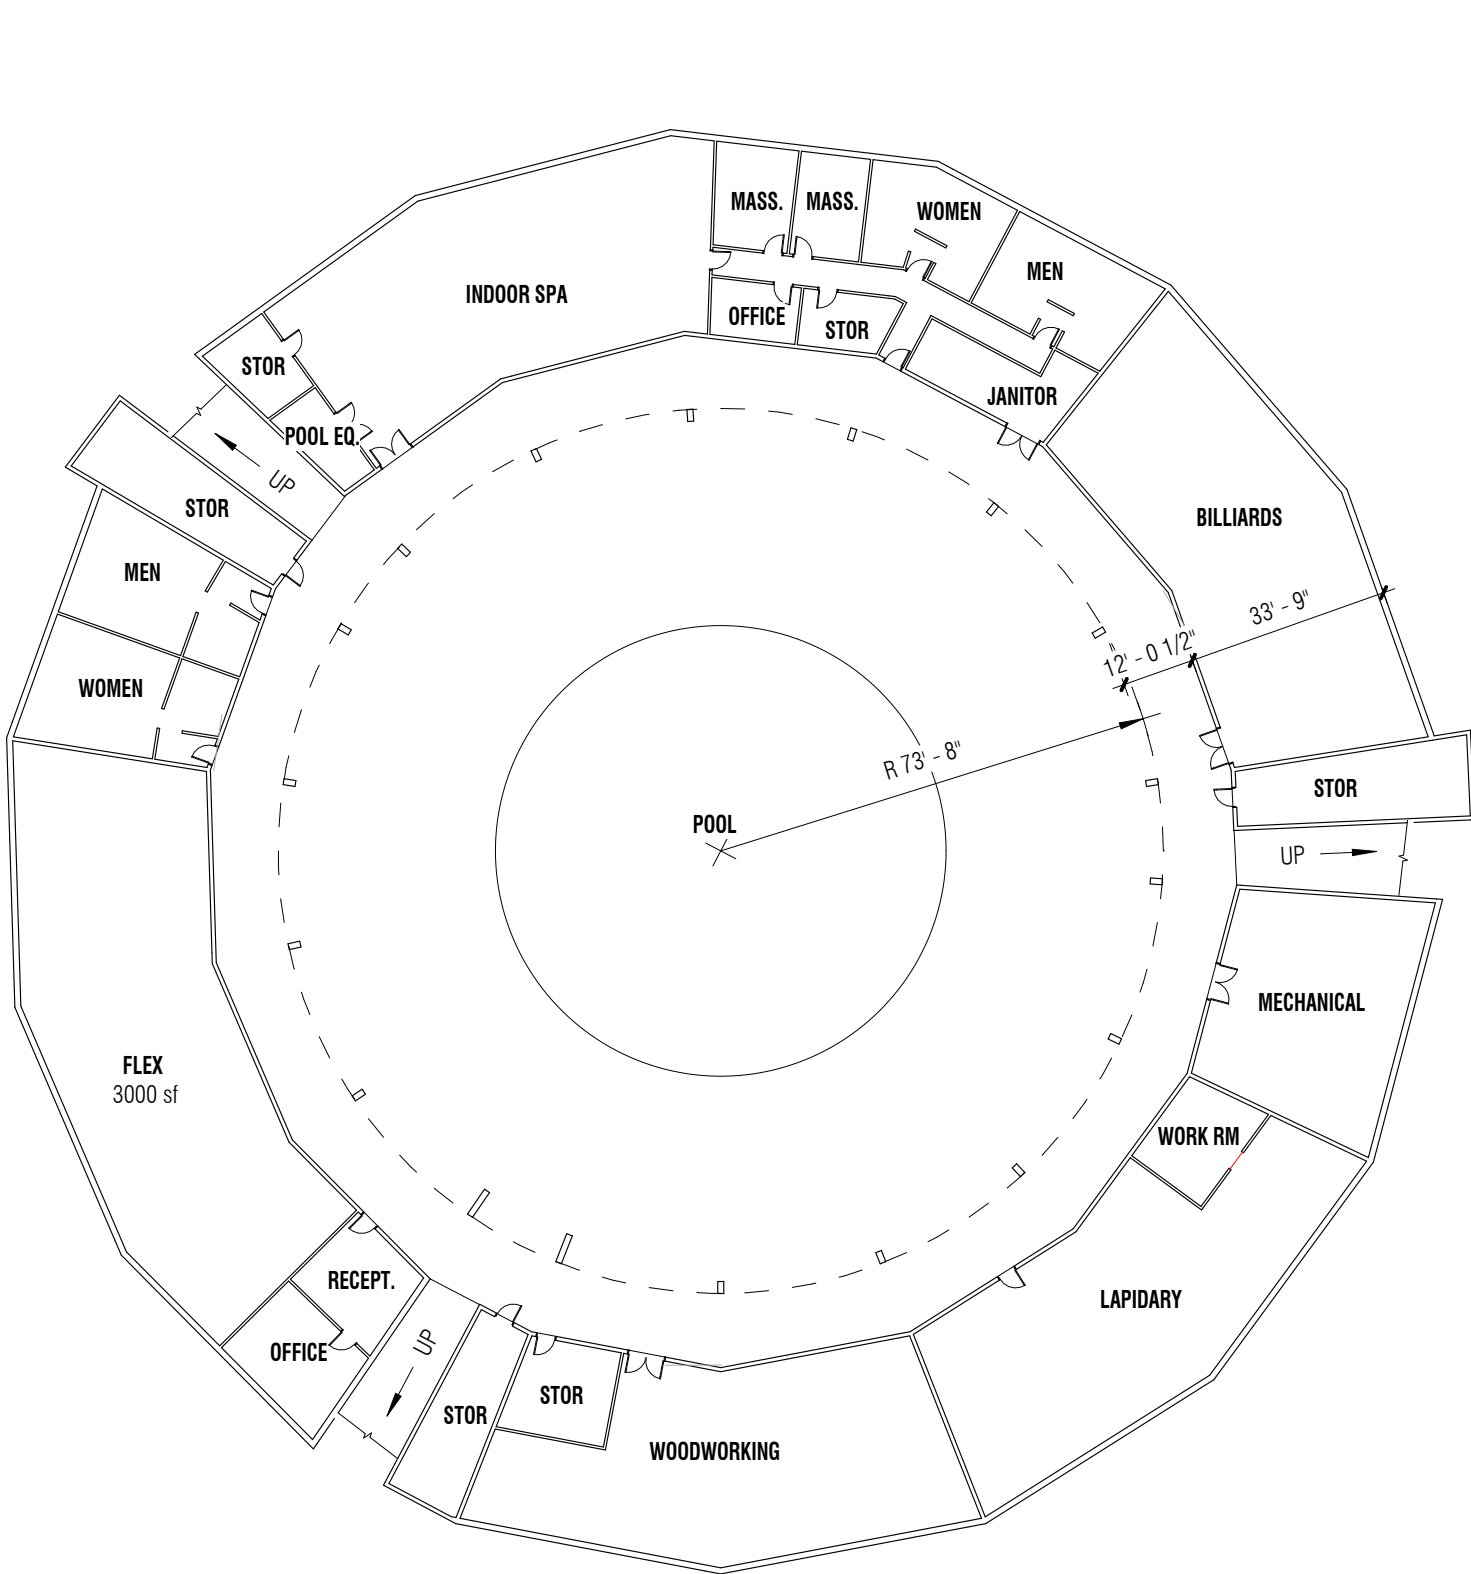 MASS.
MASS.
WOMEN
MEN
INDOOR SPA
OFFICE
STOR
STOR
JANITOR
POOL EQ.
UP
STOR
BILLIARDS
MEN
33' - 9"
12' - 0 1/2"
WOMEN
R 73' - 8"
STOR
POOL
UP
MECHANICAL
FLEX
3000 sf
WORK RM
RECEPT.
LAPIDARY
UP
OFFICE
STOR
STOR
WOODWORKING